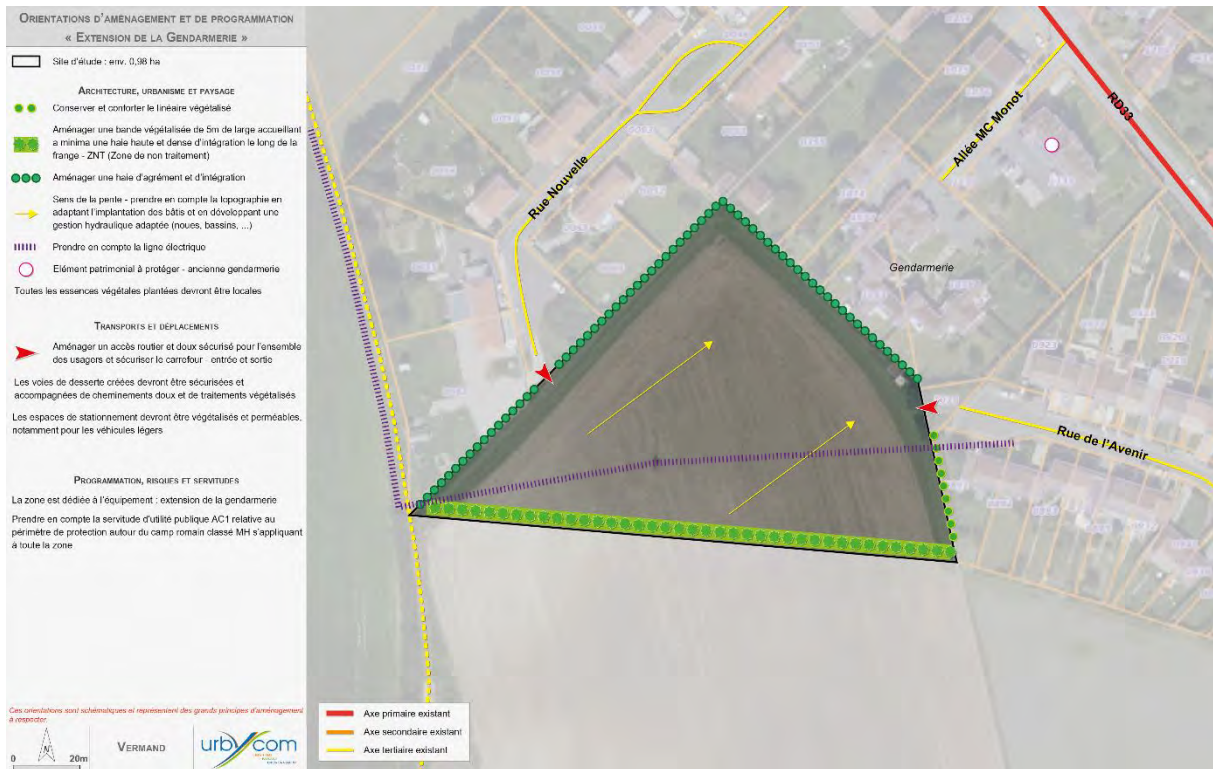 ORIENTATIONS D'AMÉNAGEMENT ET DE PROGRAMMATION
« EXTENSION DE LA GENDARMERIE »
Site d'étude : env. 0,98 ha
ARCHITECTURE, URBANISME ET PAYSAGE
Conserver et conforter le linéaire végétalisé
Aménager une bande végétalisée de 5m de large accueillant
a minima une haie haute et dense d'intégration le long de la
frange - ZNT (Zone de non traitement)
Aménager une haie d'agrément et d'intégration
Sens de la pente - prendre en compte la topographie en
adaptant l'implantation des bâtis et en développant une
gestion hydraulique adaptée (noues, bassins, ...)
Prendre en compte la ligne électrique
Elément patrimonial à protéger - ancienne gendarmerie
Toutes les essences végétales plantées devront être locales
TRANSPORTS ET DÉPLACEMENTS
Aménager un accès routier et doux sécurisé pour l'ensemble
des usagers et sécuriser le carrefour - entrée et sortie
Les voies de desserte créées devront être sécurisées et
accompagnées de cheminements doux et de traitements végétalisés
Les espaces de stationnement devront être végétalisés et perméables,
notamment pour les véhicules légers
PROGRAMMATION, RISQUES ET SERVITUDES
La zone est dédiée à l'équipement : extension de la gendarmerie
Prendre en compte la servitude d'utilité publique AC1 relative au
périmètre de protection autour du camp romain classé MH s'appliquant
à toute la zone
Ces orientations sont schématiques et représentent des grands principes d'aménagement
à respecter.
N
0 20m
VERMAND
urbycom
Rue Nouvelle
Allée MC Monot
RD33
Gendarmerie
Rue de l'Avenir
Axe primaire existant
Axe secondaire existant
Axe tertiaire existant